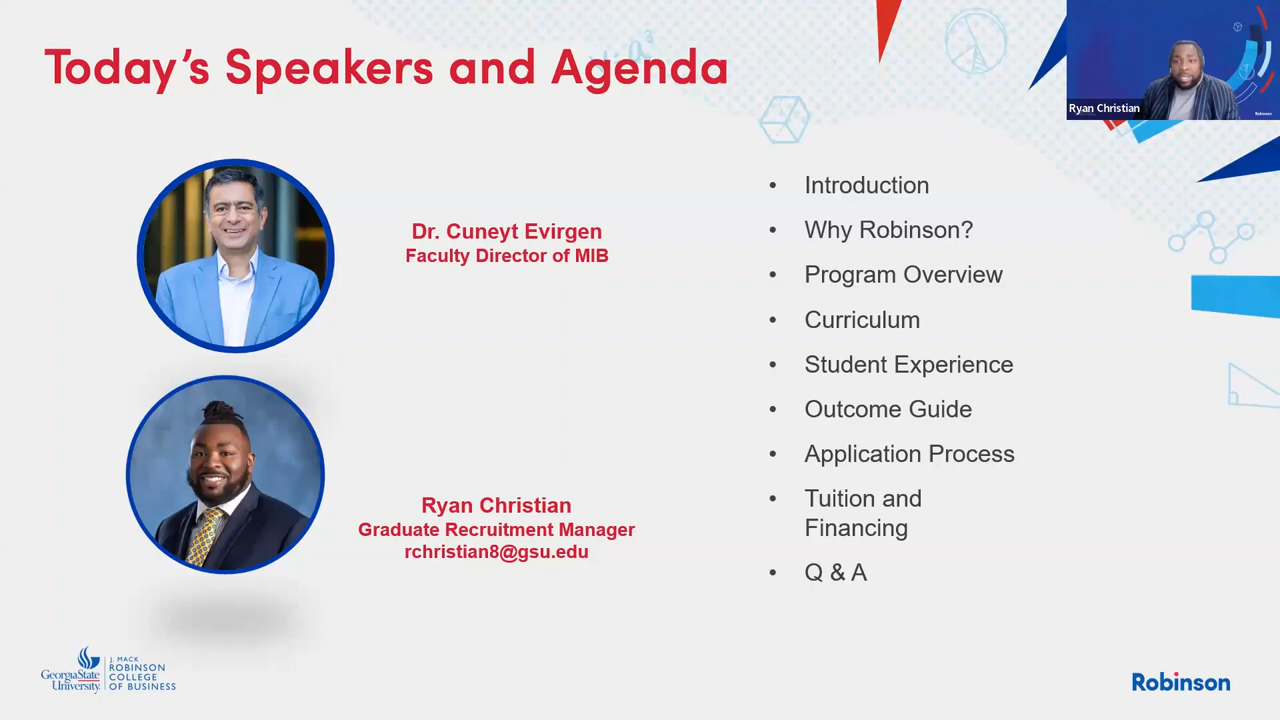 Today's Speakers and Agenda
Ryan Christian
Robinson
Dr. Cuneyt Evirgen
Faculty Director of MIB
Ryan Christian
Graduate Recruitment Manager
rchristian8@gsu.edu
• Introduction
• Why Robinson?
• Program Overview
• Curriculum
• Student Experience
• Outcome Guide
• Application Process
• Tuition and
Financing
• Q & A
GeorgiaState
University
J. MACK
ROBINSON
COLLEGE
OF BUSINESS
Robinson